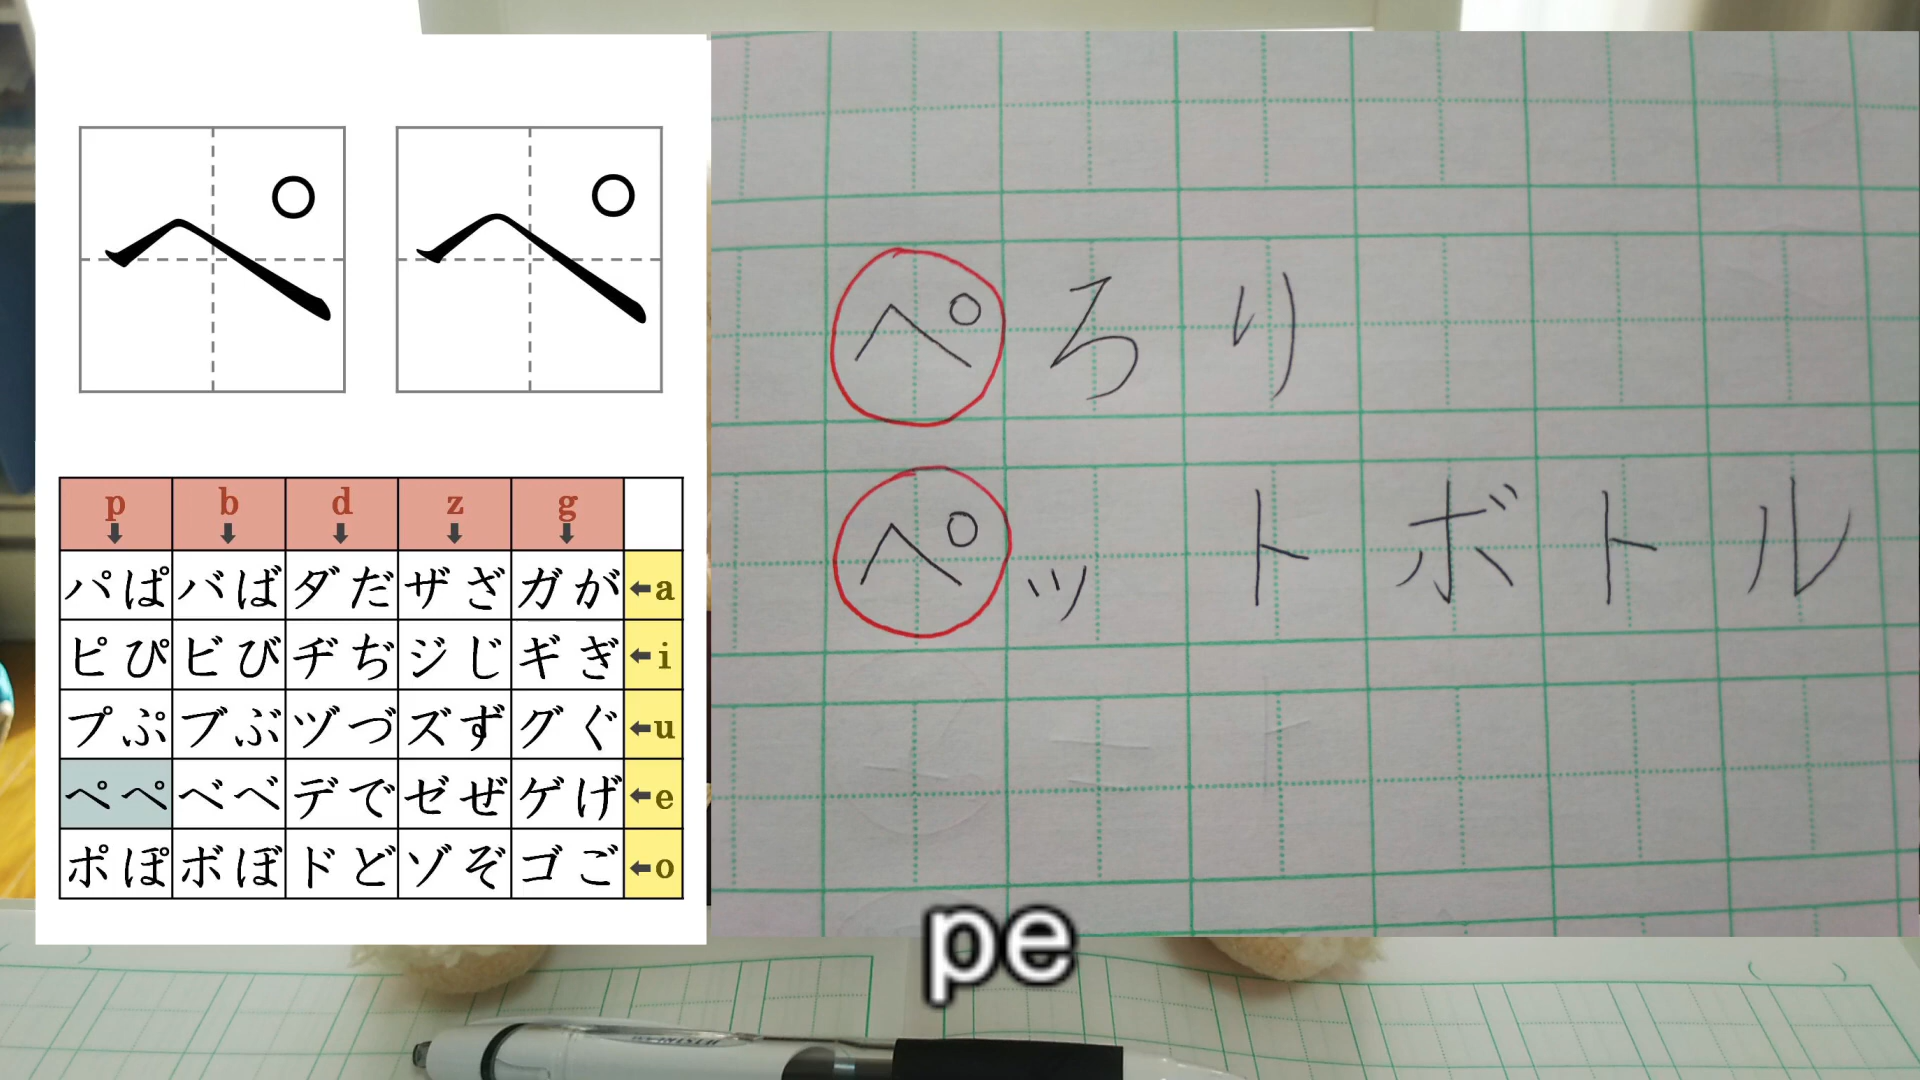 ペ ぺ
p b d z g
パ ぱ バ ば ダ だ ザ ざ ガ が a
ピ ぴ ビ び ヂ ぢ ジ じ ギ ぎ i
プ ぷ ブ ぶ ヅ づ ズ ず グ ぐ u
ペ ぺ ベ べ デ で ゼ ぜ ゲ げ e
ポ ぽ ボ ぼ ド ど ゾ ぞ ゴ ご o
ぺろり
ペットボトル
pe